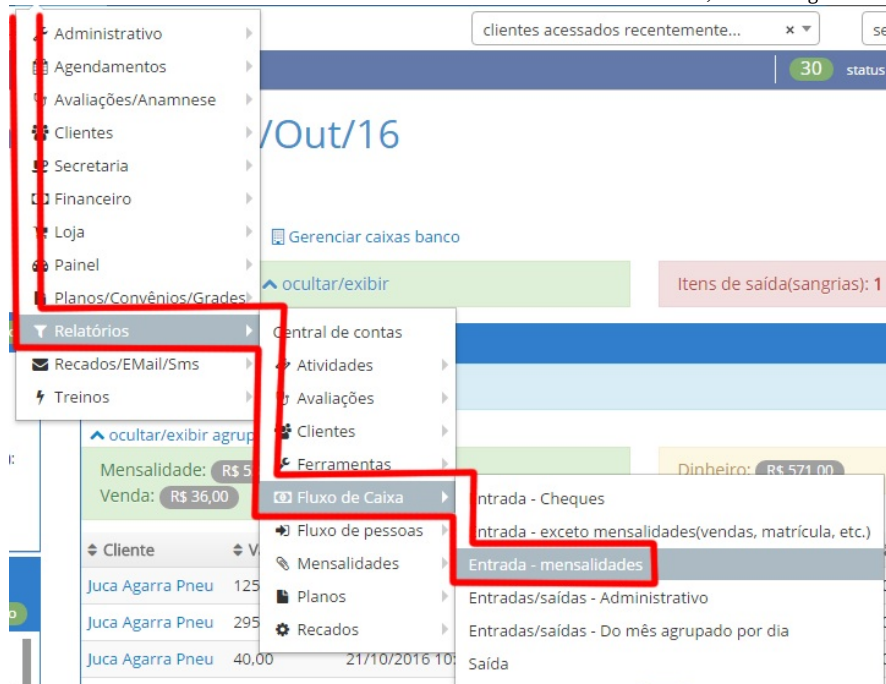 clientes acessados recentemente... ×
30 status
/Out/16
Administrativo
Agendamentos
Avaliações/Anamnese
Clientes
Secretaria
Financeiro
Loja
Painel
Planos/Convênios/Grades
Relatórios
Recados/EMail/Sms
Treinos
Gerenciar caixas banco
ocultar/exibir
Itens de saída(sangrias): 1
Central de contas
Atividades
Avaliações
Clientes
Ferramentas
Fluxo de Caixa
Fluxo de pessoas
Mensalidades
Planos
Recados
Entrada - Cheques
Entrada - exceto mensalidades(vendas, matrícula, etc.)
Entrada - mensalidades
Entradas/saídas - Administrativo
Entradas/saídas - Do mês agrupado por dia
Saída
ocultar/exibir agrup
Mensalidade: R$ 5
Venda: R$ 36,00
Dinheiro: R$ 571,00
Cliente V
Juca Agarra Pneu 125
Juca Agarra Pneu 295
Juca Agarra Pneu 40,00 21/10/2016 10: